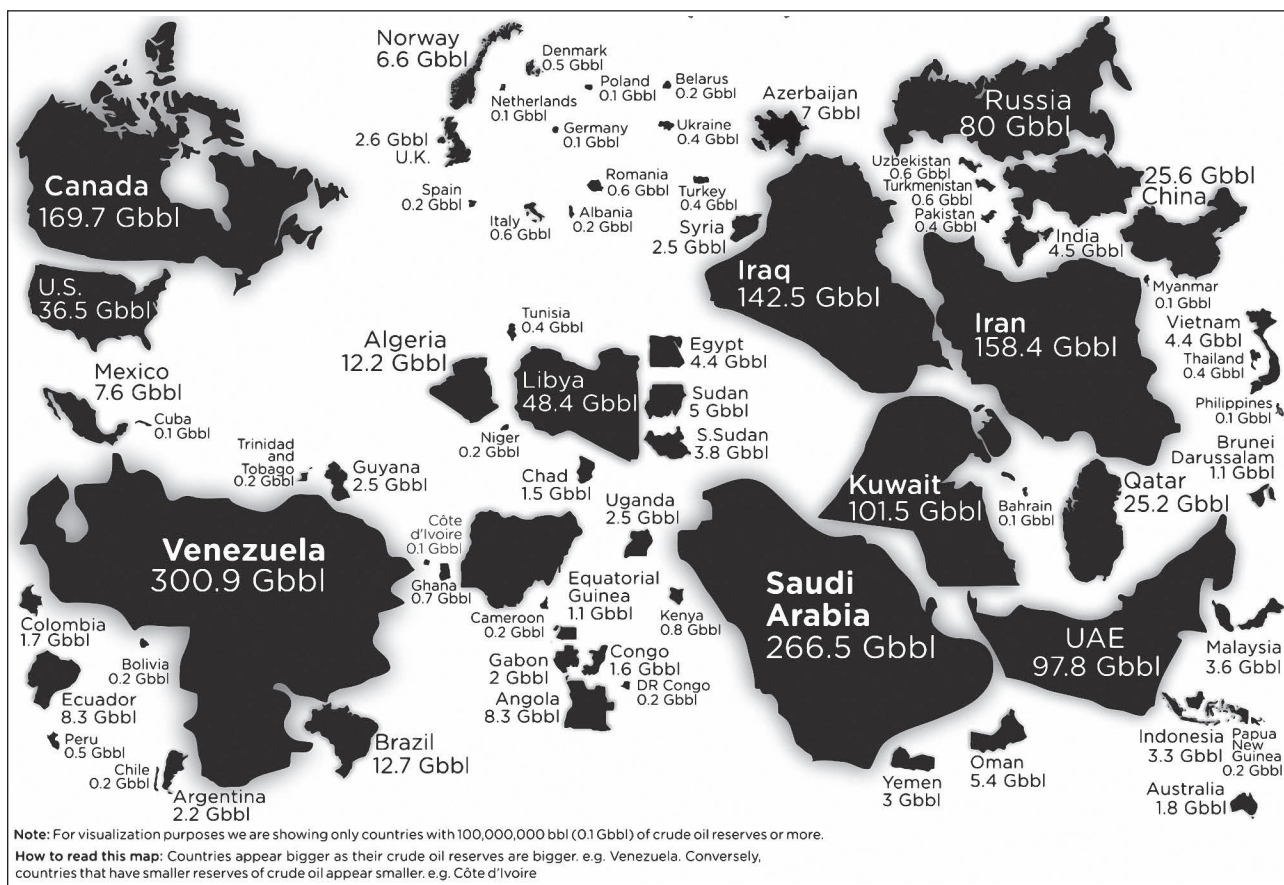 Norway
6.6 Gbbl
Denmark
0.5 Gbbl
Poland
0.1 Gbbl
Belarus
0.2 Gbbl
Netherlands
0.1 Gbbl
Azerbaijan
7 Gbbl
Russia
80 Gbbl
2.6 Gbbl
U.K.
Germany
0.1 Gbbl
Ukraine
0.4 Gbbl
Canada
169.7 Gbbl
Spain
0.2 Gbbl
Italy
0.6 Gbbl
Romania
0.6 Gbbl
Albania
0.2 Gbbl
Turkey
0.4 Gbbl
Syria
2.5 Gbbl
Uzbekistan
0.6 Gbbl
Turkmenistan
0.6 Gbbl
Pakistan
0.4 Gbbl
25.6 Gbbl
China
India
4.5 Gbbl
U.S.
36.5 Gbbl
Iraq
142.5 Gbbl
Iran
158.4 Gbbl
Myanmar
0.1 Gbbl
Vietnam
4.4 Gbbl
Thailand
0.4 Gbbl
Philippines
0.1 Gbbl
Mexico
7.6 Gbbl
Cuba
0.1 Gbbl
Algeria
12.2 Gbbl
Tunisia
0.4 Gbbl
Libya
48.4 Gbbl
Egypt
4.4 Gbbl
Sudan
5 Gbbl
S.Sudan
3.8 Gbbl
Niger
0.2 Gbbl
Chad
1.5 Gbbl
Trinidad
and
Tobago
0.2 Gbbl
Guyana
2.5 Gbbl
Uganda
2.5 Gbbl
Kuwait
101.5 Gbbl
Bahrain
0.1 Gbbl
Qatar
25.2 Gbbl
Brunei
Darussalam
1.1 Gbbl
Venezuela
300.9 Gbbl
Côte
d'Ivoire
0.1 Gbbl
Ghana
0.7 Gbbl
Cameroon
0.2 Gbbl
Equatorial
Guinea
1.1 Gbbl
Kenya
0.8 Gbbl
Saudi
Arabia
266.5 Gbbl
UAE
97.8 Gbbl
Malaysia
3.6 Gbbl
Colombia
1.7 Gbbl
Bolivia
0.2 Gbbl
Ecuador
8.3 Gbbl
Peru
0.5 Gbbl
Chile
0.2 Gbbl
Argentina
2.2 Gbbl
Brazil
12.7 Gbbl
Gabon
2 Gbbl
Congo
1.6 Gbbl
DR Congo
0.2 Gbbl
Angola
8.3 Gbbl
Yemen
3 Gbbl
Oman
5.4 Gbbl
Indonesia
3.3 Gbbl
Papua
New
Guinea
0.2 Gbbl
Australia
1.8 Gbbl
Note: For visualization purposes we are showing only countries with 100,000,000 bbl (0.1 Gbbl) of crude oil reserves or more.
How to read this map: Countries appear bigger as their crude oil reserves are bigger. e.g. Venezuela. Conversely,
countries that have smaller reserves of crude oil appear smaller. e.g. Côte d'Ivoire